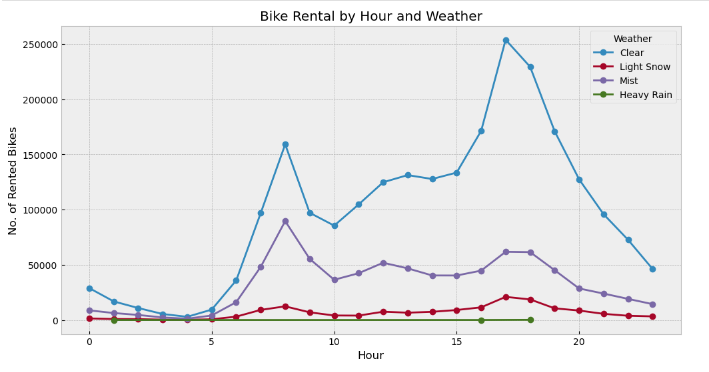 Bike Rental by Hour and Weather
Weather
Clear
Light Snow
Mist
Heavy Rain
No. of Rented Bikes
250000
200000
150000
100000
50000
0
0 5 10 15 20
Hour